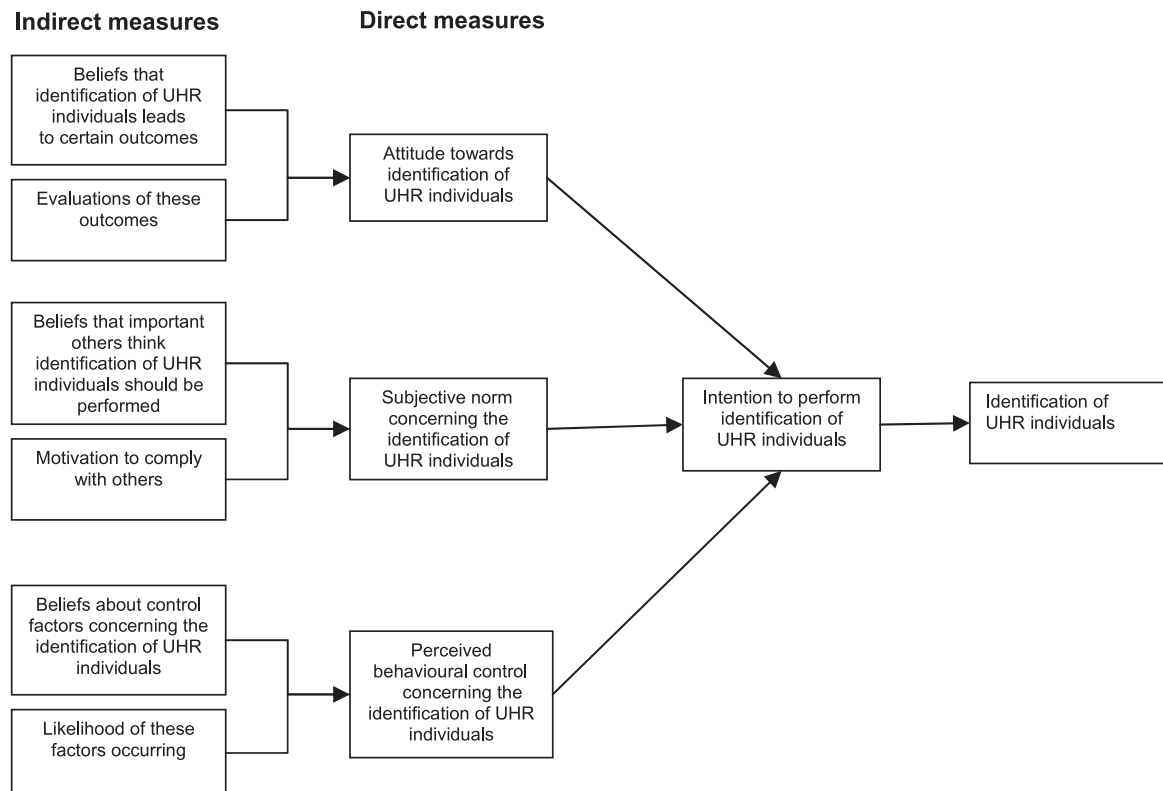 Indirect measures
Direct measures
Beliefs that
identification of UHR
individuals leads
to certain outcomes
Evaluations of these
outcomes
Attitude towards
identification of
UHR individuals
Beliefs that important
others think
identification of UHR
individuals should be
performed
Motivation to comply
with others
Subjective norm
concerning the
identification of
UHR individuals
Intention to perform
identification of
UHR individuals
Identification of
UHR individuals
Beliefs about control
factors concerning the
identification of UHR
individuals
Likelihood of these
factors occurring
Perceived
behavioural control
concerning the
identification of UHR
individuals